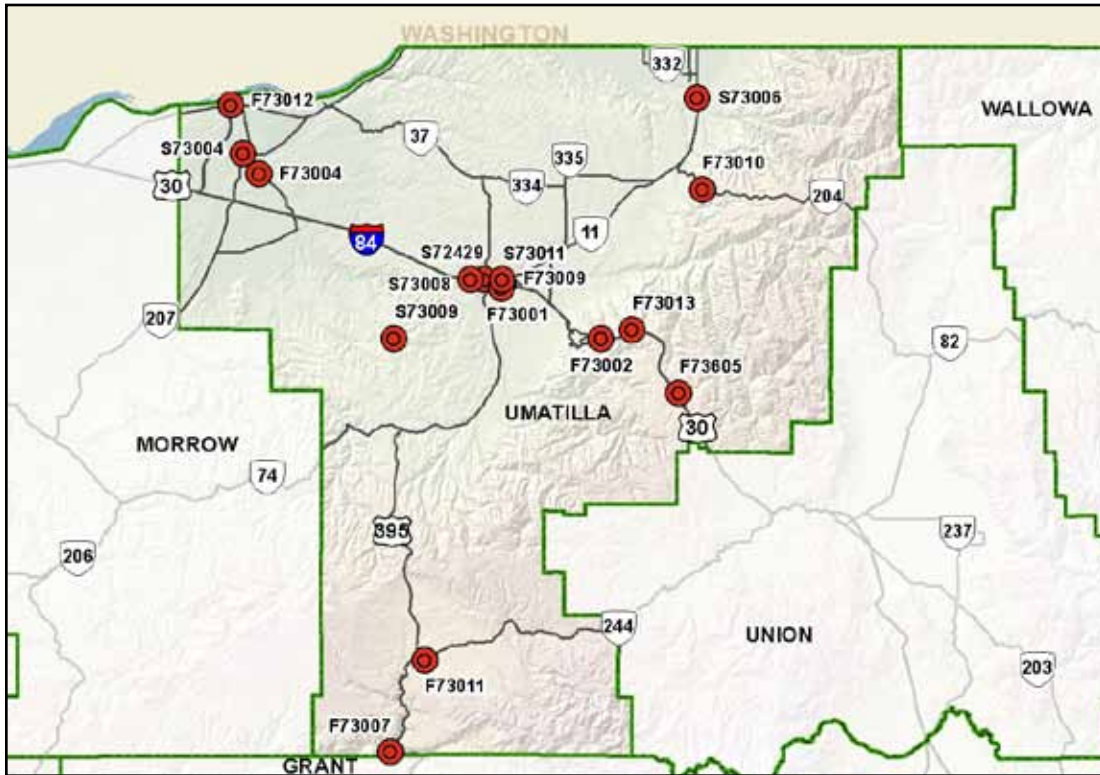 WASHINGTON
332
F73012
S73006
WALLOWA
37
S73004
335
F73004
F73010
30
334
204
11
84
S72429
S73011
S73008
F73009
S73009
F73001
F73013
207
F73002
82
F73605
UMATILLA
30
MORROW
74
395
237
206
244
UNION
203
F73011
F73007
GRANT